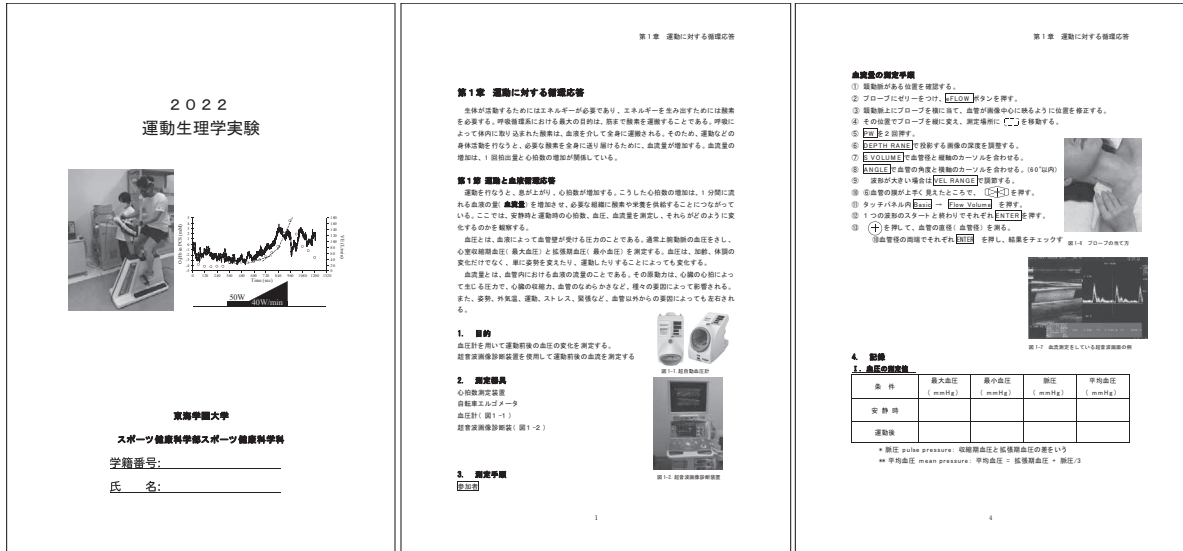 ２０２２
運動生理学実験
50W
40W/min
東海学園大学
スポーツ健康科学部スポーツ健康科学科
学籍番号:
氏　　名:
第１章　運動に対する循環応答
第１章　運動に対する循環応答
生体が活動するためにはエネルギーが必要であり、エネルギーを生み出すためには酸素
を必要する。呼吸循環系における最大の目的は、筋まで酸素を運搬することである。呼吸に
よって体内に取り込まれた酸素は、血液を介して全身に運搬される。そのため、運動などの
身体活動を行なうと、必要な酸素を全身に送り届けるために、血流量が増加する。血流量の
増加は、１回拍出量と心拍数の増加が関係している。
第１節 運動と血液循環応答
運動を行なうと、息が上がり、心拍数が増加する。こうした心拍数の増加は、１分間に流
れる血液の量(血流量)を増加させ、必要な組織に酸素や栄養を供給することにつながって
いる。ここでは、安静時と運動時の心拍数、血圧、血流量を測定し、それらがどのように変
化するのかを観察する。
血圧とは、血液によって血管壁が受ける圧力のことである。通常上腕動脈の血圧をさし、
心室収縮期血圧(最大血圧)と拡張期血圧(最小血圧)を測定する。血圧は、加齢、体調の
変化だけでなく、単に姿勢を変えたり、運動したりすることによっても変化する。
血流量とは、血管内における血液の流量のことである。その原動力は、心臓の心拍によっ
て生じる圧力で、心臓の収縮力、血管のなめらかさなど、種々の要因によって影響される。
また、姿勢、外気温、運動、ストレス、緊張など、血管以外からの要因によっても左右され
る。
1.　目的
血圧計を用いて運動前後の血圧の変化を測定する。
超音波画像診断装置を使用して運動前後の血流を測定する
図 1-1 超自動血圧計
2.　測定器具
心拍数測定装置
自転車エルゴメータ
血圧計(図１-１)
超音波画像診断装(図１-２)
図 1-2. 超音波画像診断装置
3.　測定手順
参加者
1
第１章　運動に対する循環応答
血流量の測定手順
① 頸動脈がある位置を確認する。
② プローブにゼリーをつけ、eFLOW ボタンを押す。
③ 頸動脈上にプローブを横に当て、血管が画像中心に映るように位置を修正する。
④ その位置でプローブを縦に変え、測定場所に を移動する。
⑤ PW を２回押す。
⑥ DEPTH RANE で投影する画像の深度を調整する。
⑦ S VOLUME で血管径と縦軸のカーソルを合わせる。
⑧ ANGLE で血管の角度と横軸のカーソルを合わせる。(60°以内)
⑨ 波形が大きい場合は VEL RANGE で調節する。
⑩ ⑥血管の膜が上手く見えたところで、 を押す。
⑪ タッチパネル内 Basic → Flow Volume を押す。
⑫ １つの波形のスタートと終わりでそれぞれ ENTER を押す。
⑬ を押して、血管の直径(血管径)を測る。
⑭血管径の両端でそれぞれ ENTER を押し、結果をチェックす
図 1-6 プローブの当て方
図 1-7 血流測定をしている超音波画面の例
4.　記録
I. 血圧の測定値
条 件 最大血圧 最小血圧 脈圧 平均血圧
(mmHg) (mmHg) (mmHg) (mmHg)
安 静 時
運動後
* 脈圧 pulse pressure: 収縮期血圧と拡張期血圧の差をいう
** 平均血圧 mean pressure: 平均血圧 = 拡張期血圧 + 脈圧/3
4